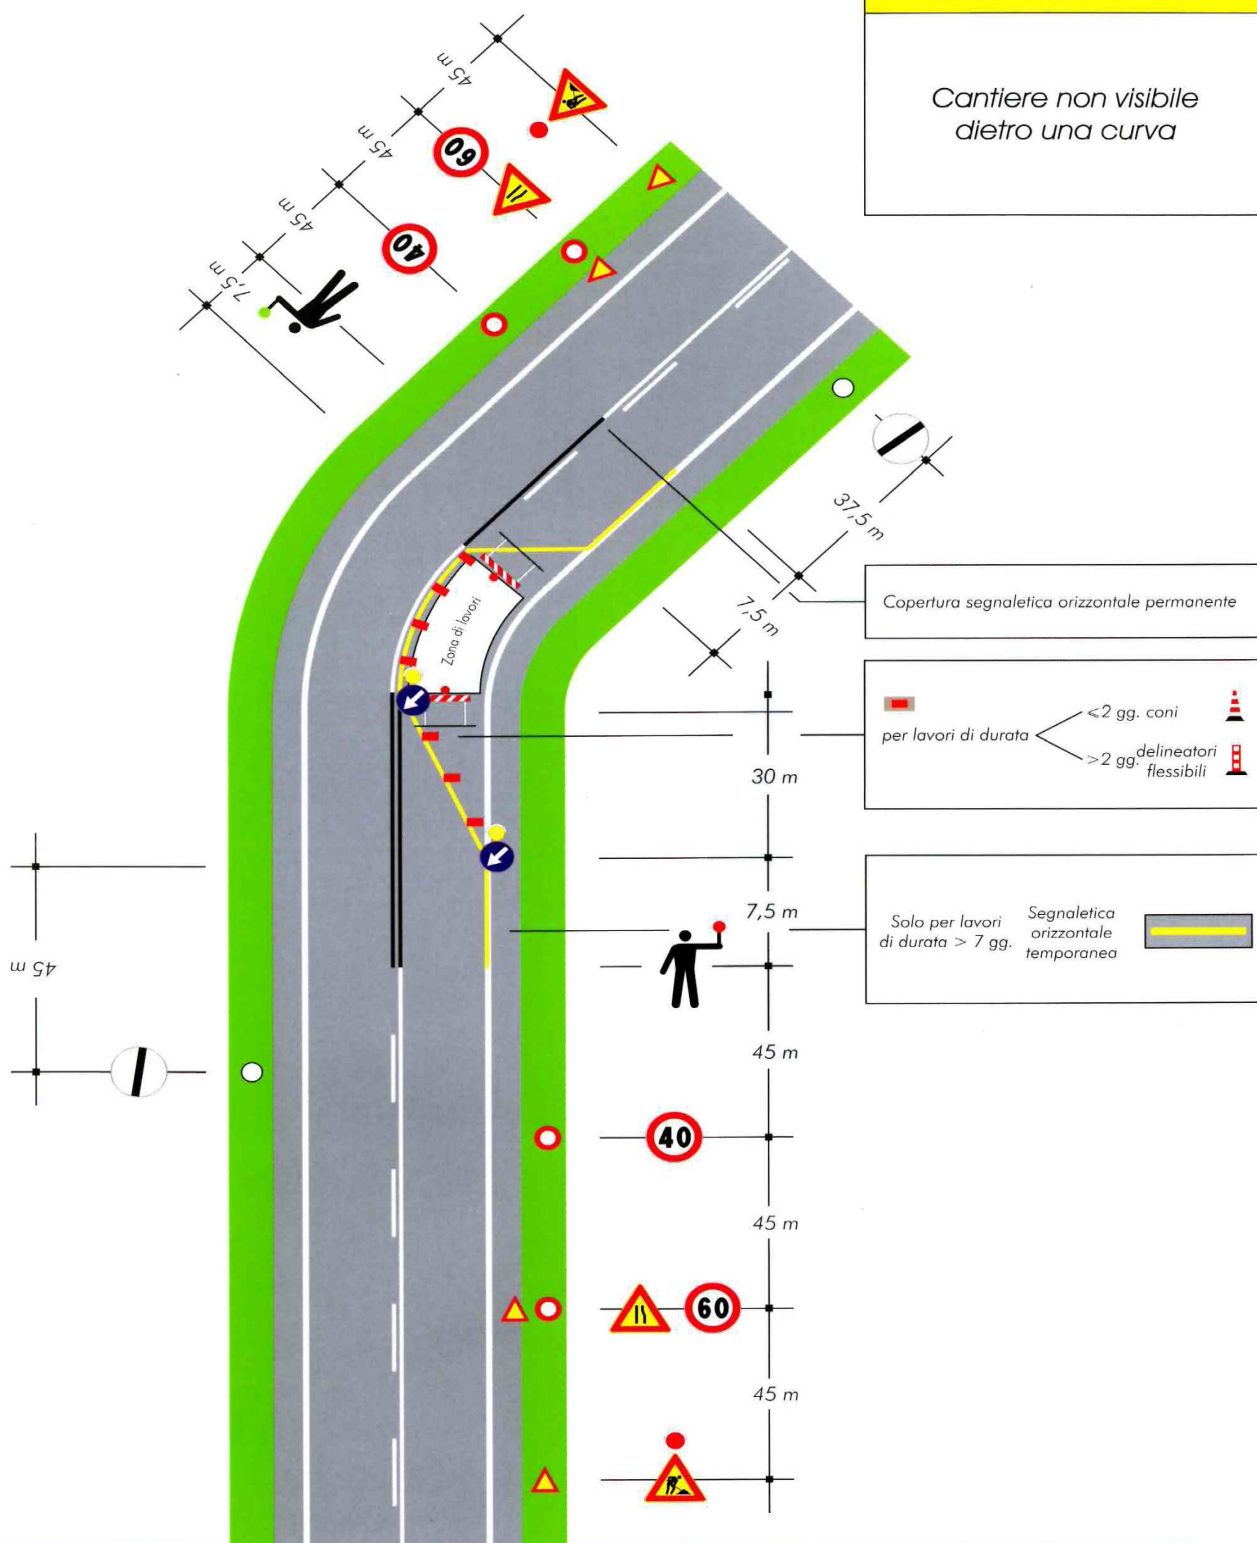 Cantiere non visibile
dietro una curva
45 m
45 m
60
45 m
40
7,5 m
37,5 m
7,5 m
Copertura segnaletica orizzontale permanente
Zona di lavori
per lavori di durata
<2 gg. coni
>2 gg. delineatori
flessibili
30 m
7,5 m
Solo per lavori
di durata > 7 gg.
Segnaletica
orizzontale
temporanea
45 m
45 m
40
45 m
60
45 m